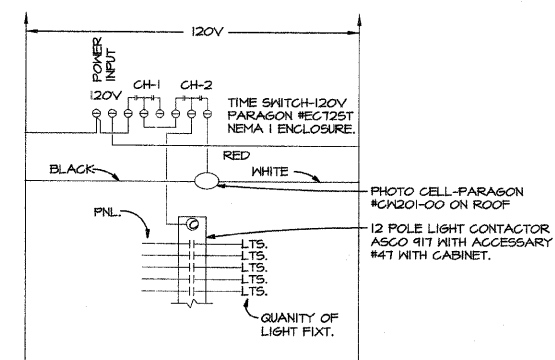 120V
POWER
INPUT
120V
CH-1
CH-2
TIME SWITCH-120V
PARAGON #EC72ST
NEMA 1 ENCLOSURE.
RED
BLACK
WHITE
PHOTO CELL-PARAGON
#CW201-00 ON ROOF
PNL.
12 POLE LIGHT CONTACTOR
ASCO 917 WITH ACCESSARY
#47 WITH CABINET.
LTS.
LTS.
LTS.
LTS.
LTS.
QUANITY OF
LIGHT FIXT.